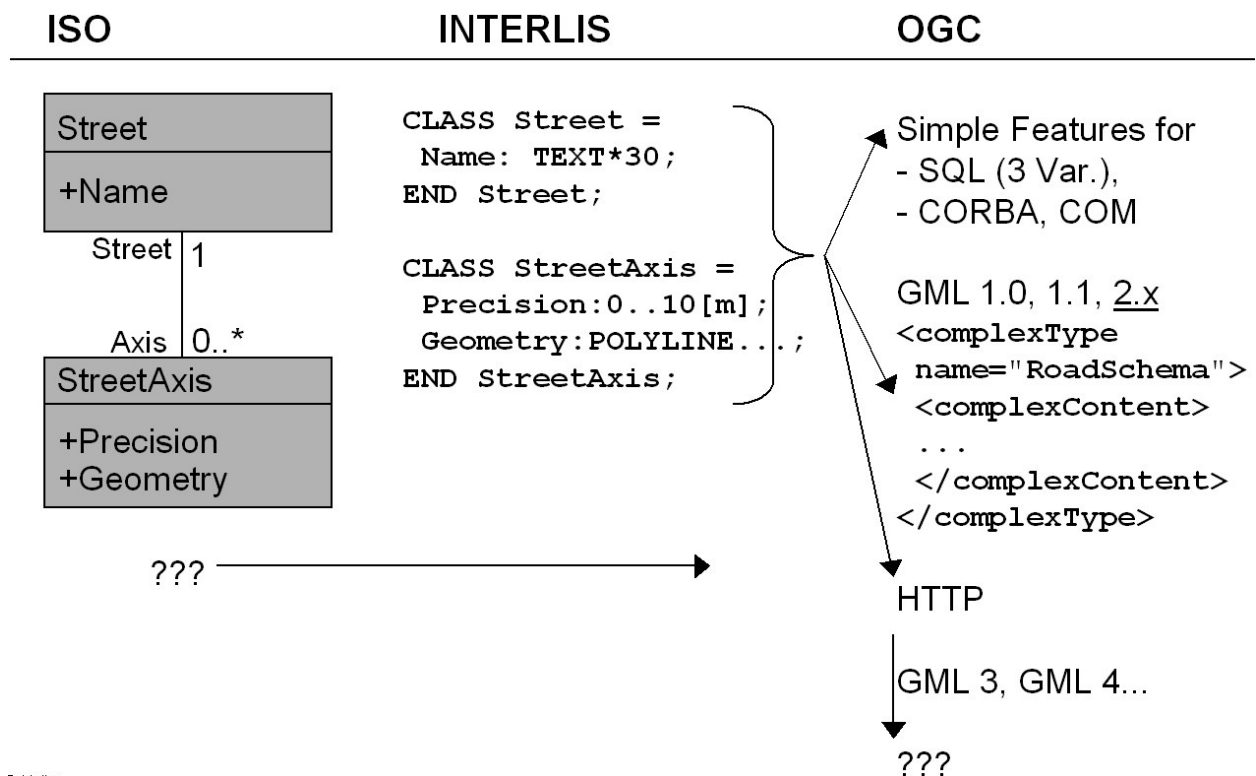 ISO
INTERLIS
OGC
Street
+Name
Street 1
Axis 0..*
StreetAxis
+Precision
+Geometry
???
CLASS Street =
Name: TEXT*30;
END Street;
CLASS StreetAxis =
Precision:0..10[m];
Geometry:POLYLINE...;
END StreetAxis;
Simple Features for
- SQL (3 Var.),
- CORBA, COM
GML 1.0, 1.1, 2.x
<complexType
name="RoadSchema">
<complexContent>
...
</complexContent>
</complexType>
HTTP
GML 3, GML 4...
???